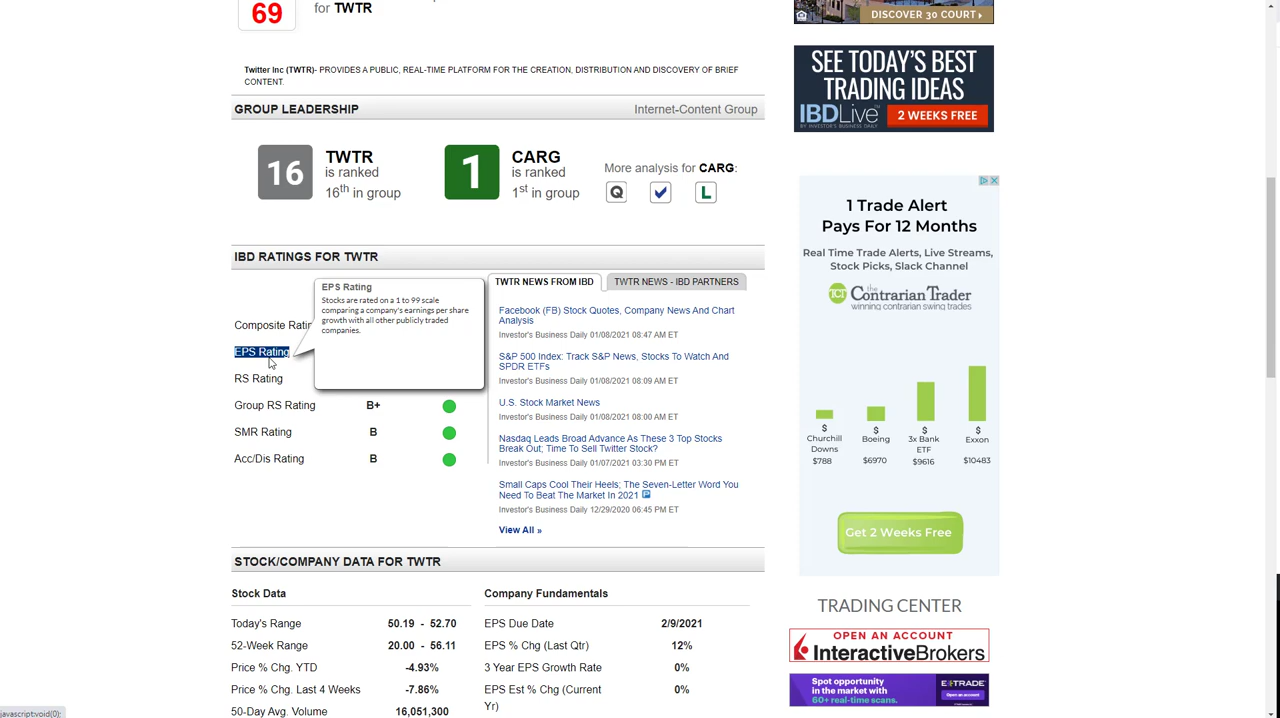 69
for TWTR
Twitter Inc (TWTR)- PROVIDES A PUBLIC, REAL-TIME PLATFORM FOR THE CREATION, DISTRIBUTION AND DISCOVERY OF BRIEF
CONTENT.
GROUP LEADERSHIP
Internet-Content Group
16
TWTR
is ranked
16th in group
1
CARG
is ranked
1st in group
More analysis for CARG:
Q
L
IBD RATINGS FOR TWTR
EPS Rating
Stocks are rated on a 1 to 99 scale
comparing a company's earnings per share
growth with all other publicly traded
companies.
Composite Ratin
EPS Rating
RS Rating
Group RS Rating B+
SMR Rating B
Acc/Dis Rating B
TWTR NEWS FROM IBD
TWTR NEWS - IBD PARTNERS
Facebook (FB) Stock Quotes, Company News And Chart
Analysis
Investor's Business Daily 01/08/2021 08:47 AM ET
S&P 500 Index: Track S&P News, Stocks To Watch And
SPDR ETFs
Investor's Business Daily 01/08/2021 08:09 AM ET
U.S. Stock Market News
Investor's Business Daily 01/08/2021 08:00 AM ET
Nasdaq Leads Broad Advance As These 3 Top Stocks
Break Out; Time To Sell Twitter Stock?
Investor's Business Daily 01/07/2021 03:30 PM ET
Small Caps Cool Their Heels; The Seven-Letter Word You
Need To Beat The Market In 2021 P
Investor's Business Daily 12/29/2020 06:45 PM ET
View All »
STOCK/COMPANY DATA FOR TWTR
Stock Data
Today's Range 50.19 - 52.70
52-Week Range 20.00 - 56.11
Price % Chg. YTD -4.93%
Price % Chg. Last 4 Weeks -7.86%
50-Day Avg. Volume 16,051,300
Company Fundamentals
EPS Due Date 2/9/2021
EPS % Chg (Last Qtr) 12%
3 Year EPS Growth Rate 0%
EPS Est % Chg (Current 0%
Yr)
DISCOVER 30 COURT
SEE TODAY'S BEST
TRADING IDEAS
IBDLive™
BY INVESTOR'S BUSINESS DAILY
2 WEEKS FREE
1 Trade Alert
Pays For 12 Months
Real Time Trade Alerts, Live Streams,
Stock Picks, Slack Channel
TCT
the
Contrarian Trader
winning contrarian swing trades
$ $ $ $
Churchill
Downs
$788
Boeing
$6970
3x Bank
ETF
$9616
Exxon
$10483
Get 2 Weeks Free
TRADING CENTER
OPEN AN ACCOUNT
InteractiveBrokers
Spot opportunity
in the market with
60+ real-time scans.
E*TRADE
Open an account
javascript:void(0);